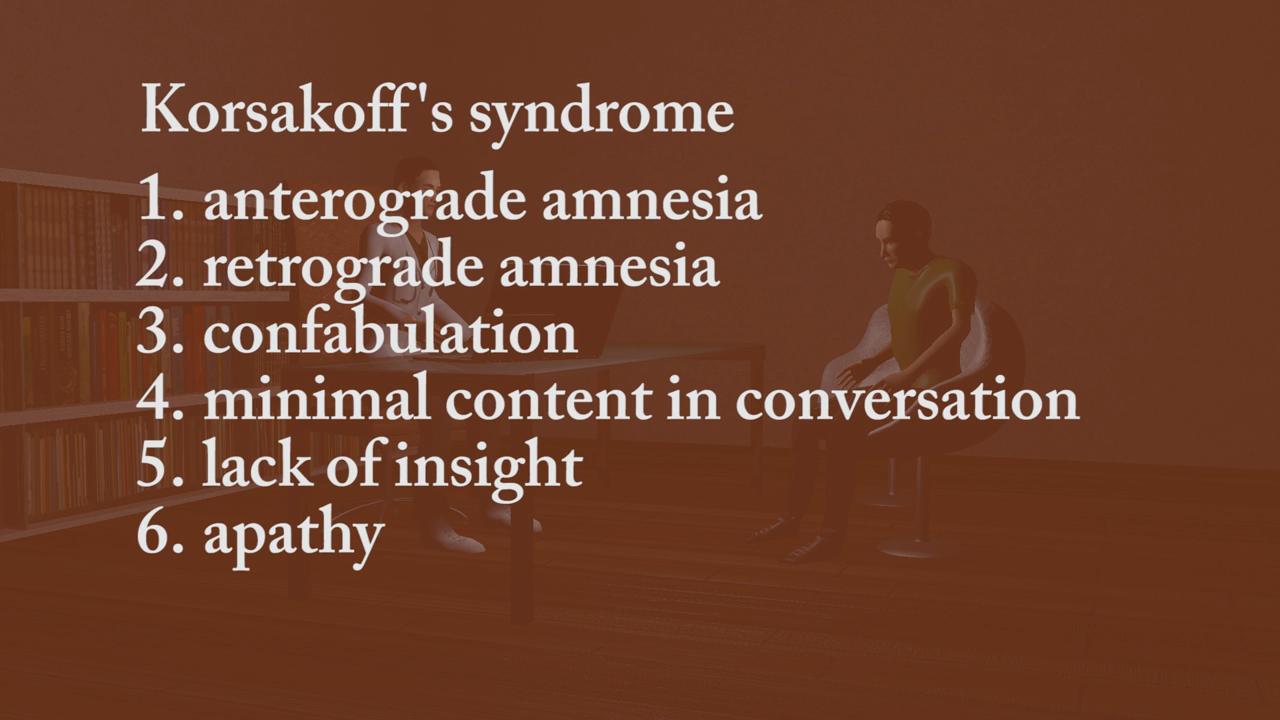 Korsakoff's syndrome
1. anterograde amnesia
2. retrograde amnesia
3. confabulation
4. minimal content in conversation
5. lack of insight
6. apathy